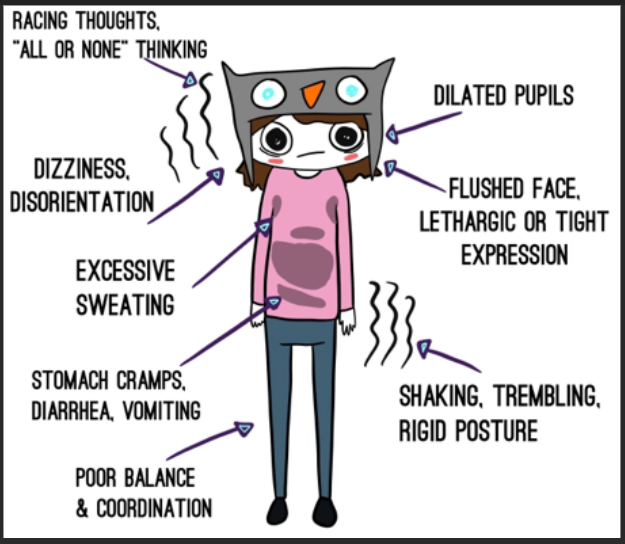 RACING THOUGHTS,
"ALL OR NONE" THINKING
DILATED PUPILS
DIZZINESS,
DISORIENTATION
FLUSHED FACE,
LETHARGIC OR TIGHT
EXPRESSION
EXCESSIVE
SWEATING
STOMACH CRAMPS,
DIARRHEA, VOMITING
SHAKING, TREMBLING,
RIGID POSTURE
POOR BALANCE
& COORDINATION